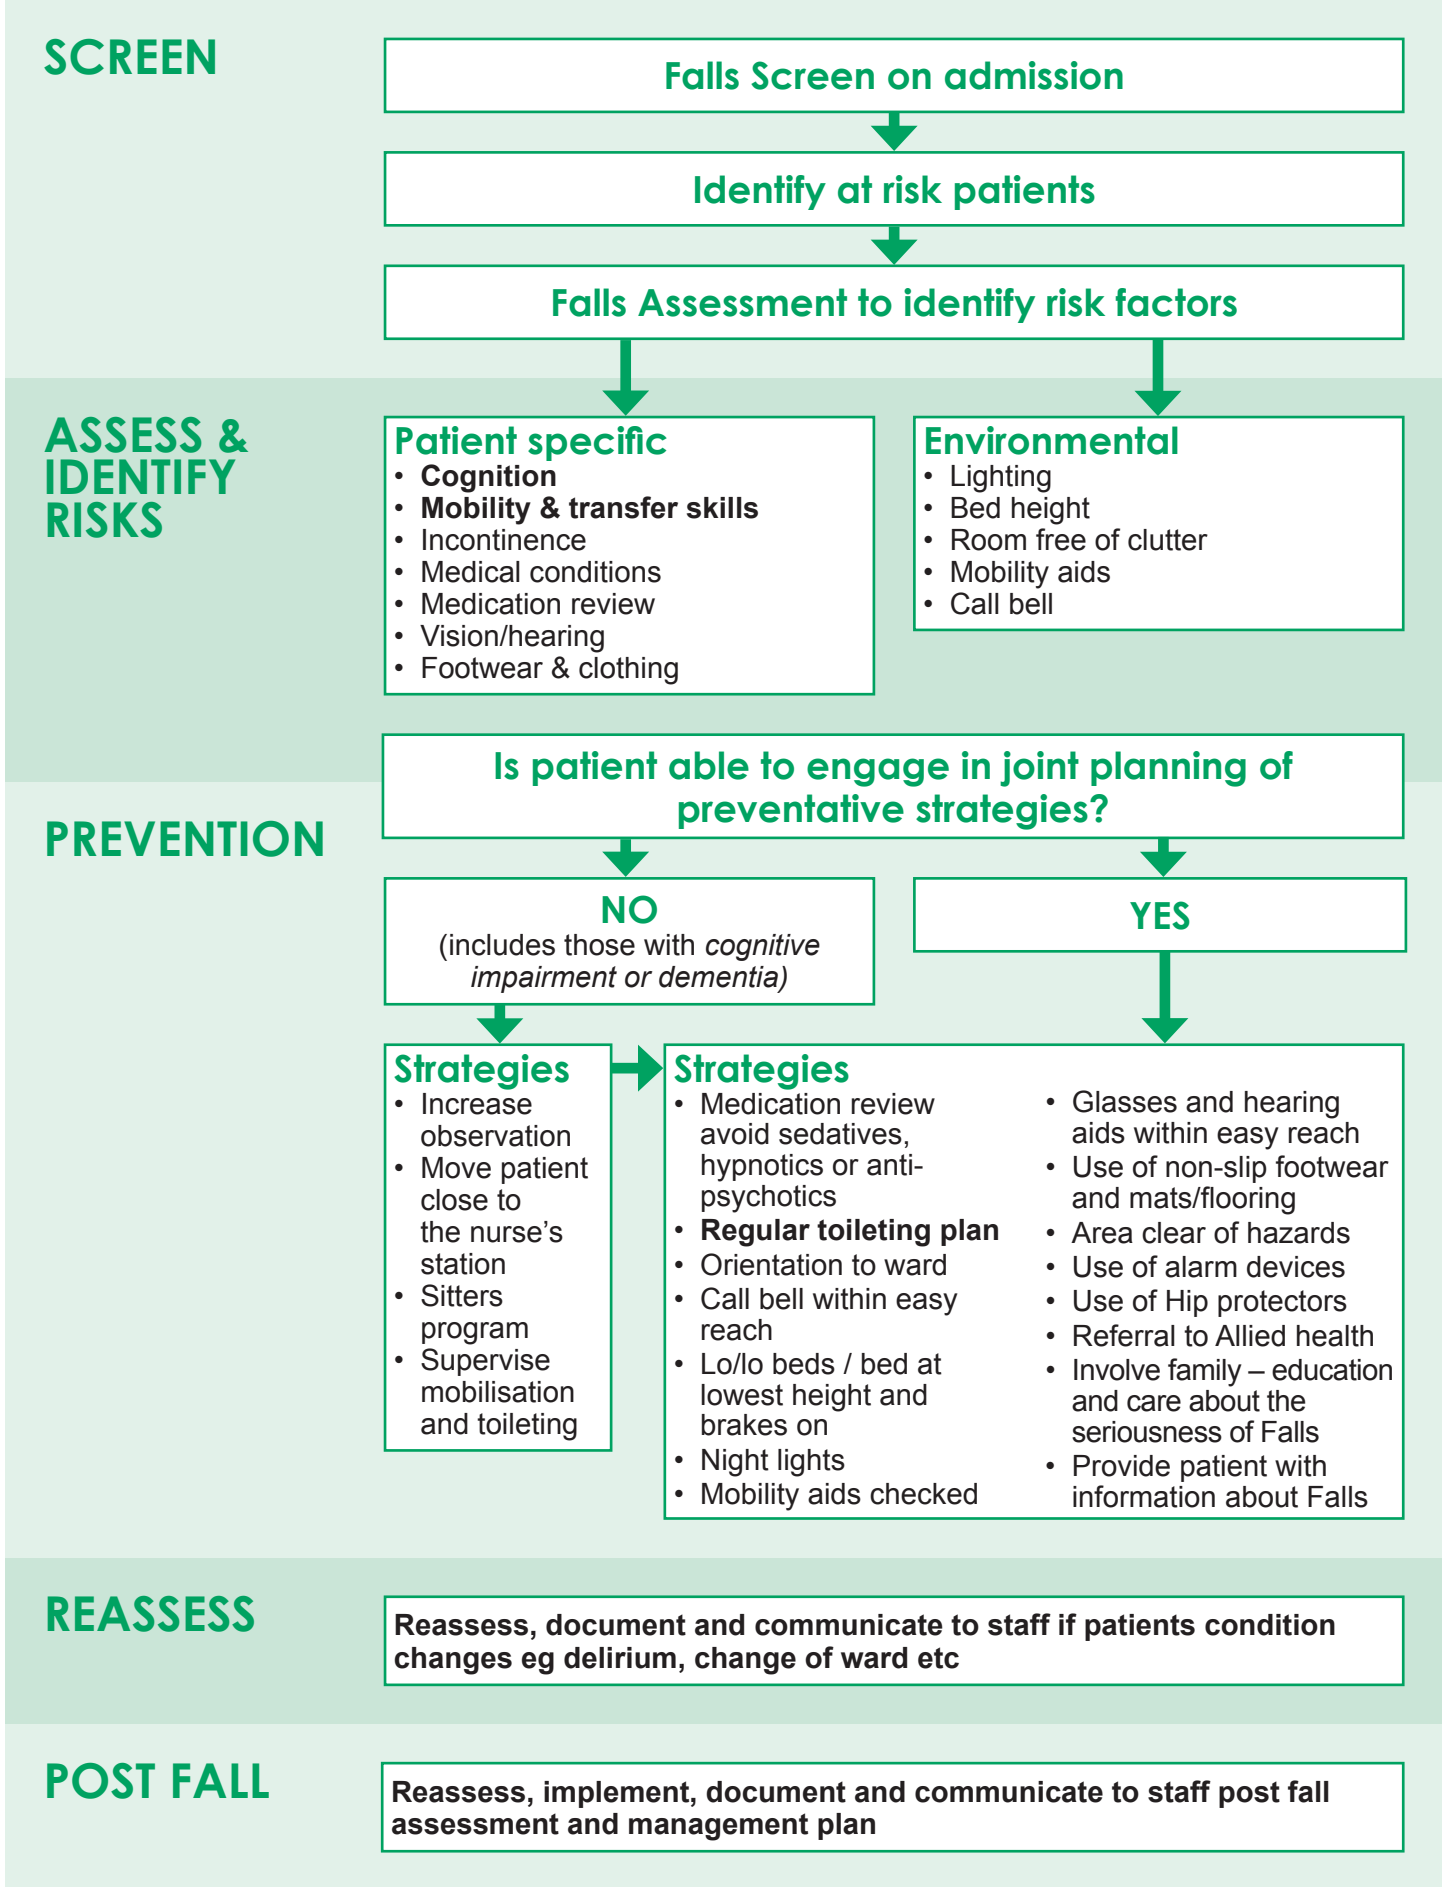 SCREEN
Falls Screen on admission
Identify at risk patients
Falls Assessment to identify risk factors
ASSESS &
IDENTIFY
RISKS
Patient specific
• Cognition
• Mobility & transfer skills
• Incontinence
• Medical conditions
• Medication review
• Vision/hearing
• Footwear & clothing
Environmental
• Lighting
• Bed height
• Room free of clutter
• Mobility aids
• Call bell
Is patient able to engage in joint planning of
preventative strategies?
PREVENTION
NO
(includes those with cognitive
impairment or dementia)
YES
Strategies
• Increase
observation
• Move patient
close to
the nurse’s
station
• Sitters
program
• Supervise
mobilisation
and toileting
Strategies
• Medication review
avoid sedatives,
hypnotics or anti-
psychotics
• Regular toileting plan
• Orientation to ward
• Call bell within easy
reach
• Lo/lo beds / bed at
lowest height and
brakes on
• Night lights
• Mobility aids checked
• Glasses and hearing
aids within easy reach
• Use of non-slip footwear
and mats/flooring
• Area clear of hazards
• Use of alarm devices
• Use of Hip protectors
• Referral to Allied health
• Involve family – education
and care about the
seriousness of Falls
• Provide patient with
information about Falls
REASSESS
Reassess, document and communicate to staff if patients condition
changes eg delirium, change of ward etc
POST FALL
Reassess, implement, document and communicate to staff post fall
assessment and management plan